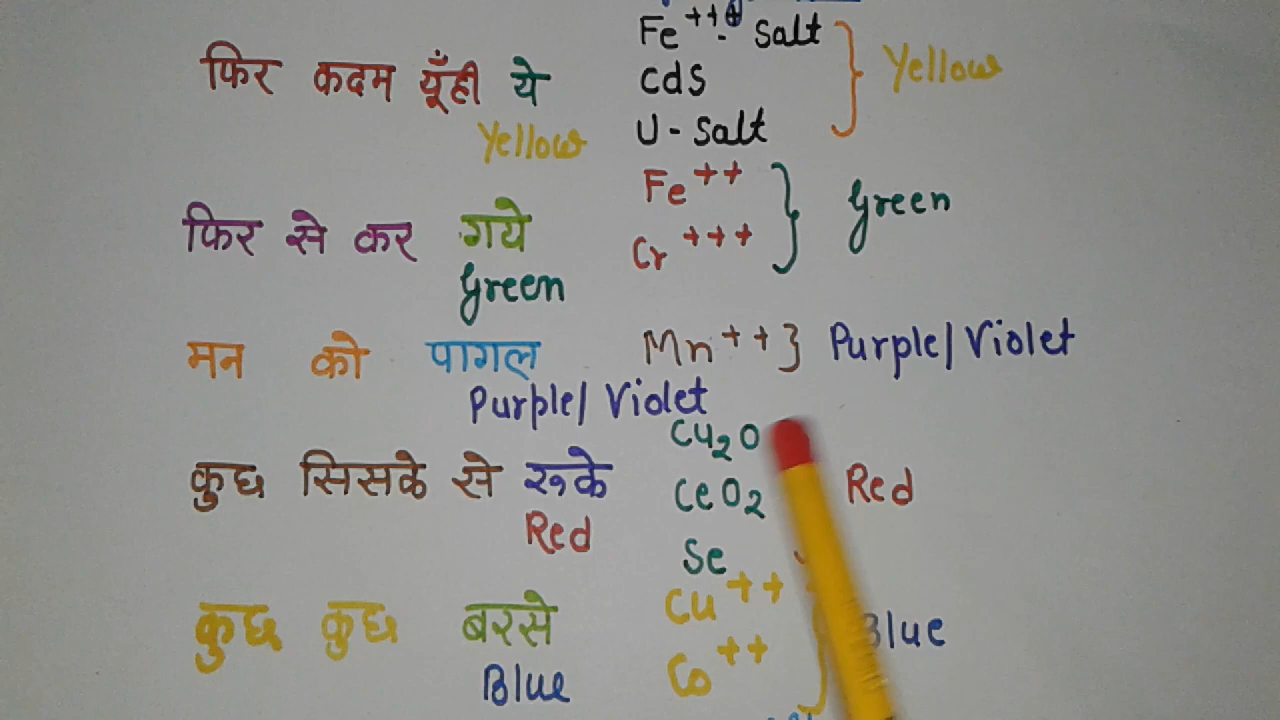 Fe +++ Salt
फिर कदम यूँही ये
Yellow
CdS
U - Salt
Yellow
फिर से कर गये
Green
Fe ++
Cr +++
Green
मन को पागल
Purple/ Violet
Mn ++ } Purple/ Violet
कुछ सिसके से रुके
Red
Cu2O
CeO2
Se
Red
कुछ कुछ बरसे
Blue
Cu ++
Co ++
Blue